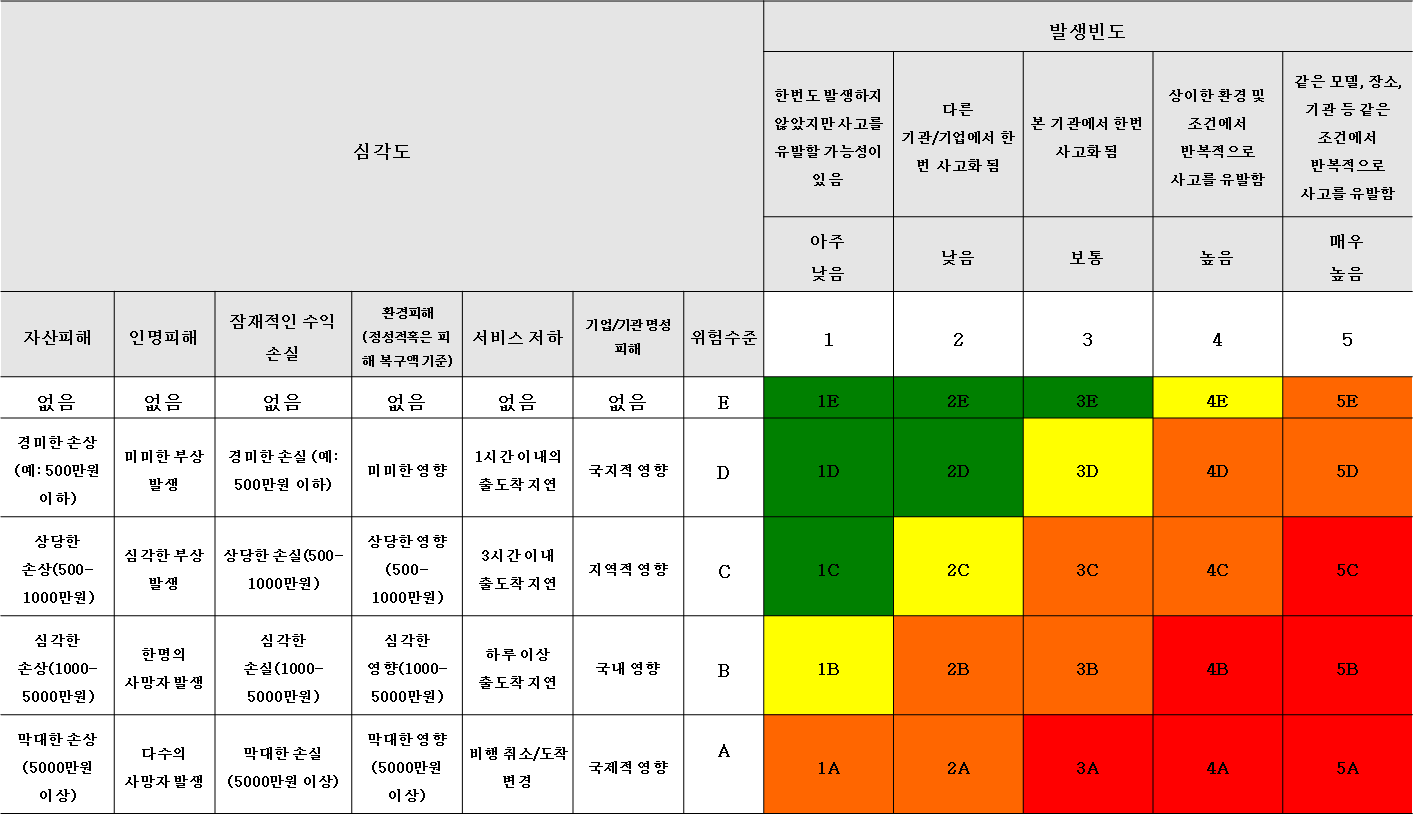 심각도
발생빈도
한번도 발생하지
않았지만 사고를
유발할 가능성이
있음
다른
기관/기업에서 한
번 사고화 됨
본 기관에서 한번
사고화 됨
상이한 환경 및
조건에서
반복적으로
사고를 유발함
같은 모델, 장소,
기관 등 같은
조건에서
반복적으로
사고를 유발함
아주
낮음
낮음
보통
높음
매우
높음
자산피해
인명피해
잠재적인 수익
손실
환경피해
(정성적혹은 피
해 복구액 기준)
서비스 저하
기업/기관 명성
피해
위험수준
1
2
3
4
5
없음
없음
없음
없음
없음
없음
E
1E
2E
3E
4E
5E
경미한 손상
(예: 500만원
이하)
미미한 부상
발생
경미한 손실 (예:
500만원 이하)
미미한 영향
1시간 이내의
출도착 지연
국지적 영향
D
1D
2D
3D
4D
5D
상당한
손상(500-
1000만원)
심각한 부상
발생
상당한 손실(500-
1000만원)
상당한 영향
(500-
1000만원)
3시간 이내
출도착 지연
지역적 영향
C
1C
2C
3C
4C
5C
심각한
손상(1000-
5000만원)
한명의
사망자 발생
심각한
손실(1000-
5000만원)
심각한
영향(1000-
5000만원)
하루 이상
출도착 지연
국내 영향
B
1B
2B
3B
4B
5B
막대한 손상
(5000만원
이상)
다수의
사망자 발생
막대한 손실
(5000만원 이상)
막대한 영향
(5000만원
이상)
비행 취소/도착
변경
국제적 영향
A
1A
2A
3A
4A
5A